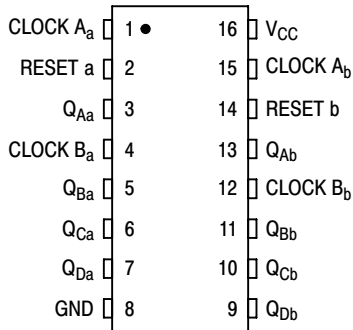 CLOCK Aa 1 16 VCC
RESET a 2 15 CLOCK Ab
QAa 3 14 RESET b
CLOCK Ba 4 13 QAb
QBa 5 12 CLOCK Bb
QCa 6 11 QBb
QDa 7 10 QCb
GND 8 9 QDb